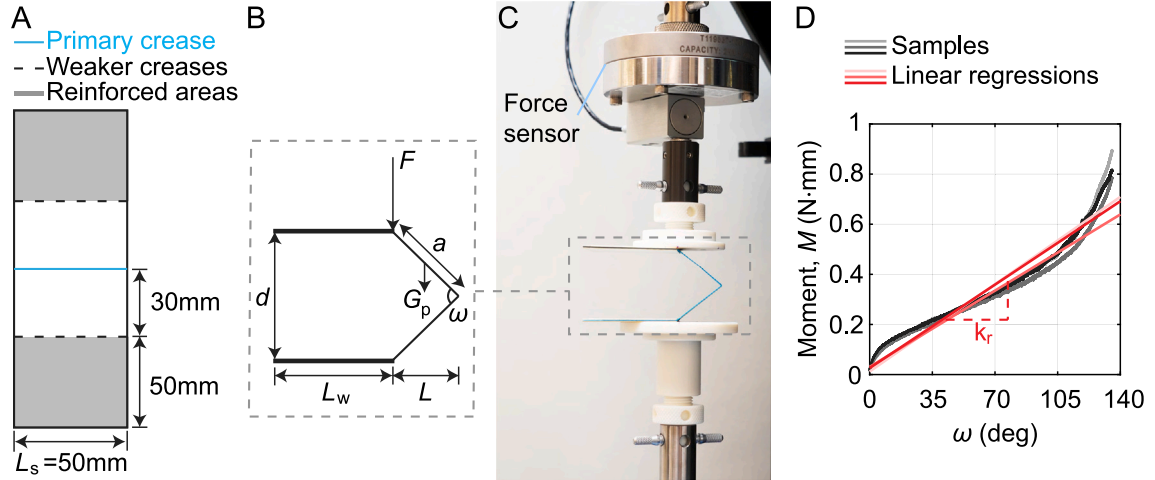 A
Primary crease
Weaker creases
Reinforced areas
30mm
50mm
Ls =50mm
B
F
a
d
Gp
ω
Lw
L
C
CAPACITY:
Force
sensor
D
Samples
Linear regressions
Moment, M (N·mm)
1
0.8
0.6
0.4
0.2
0
kr
0 35 70 105 140
ω (deg)